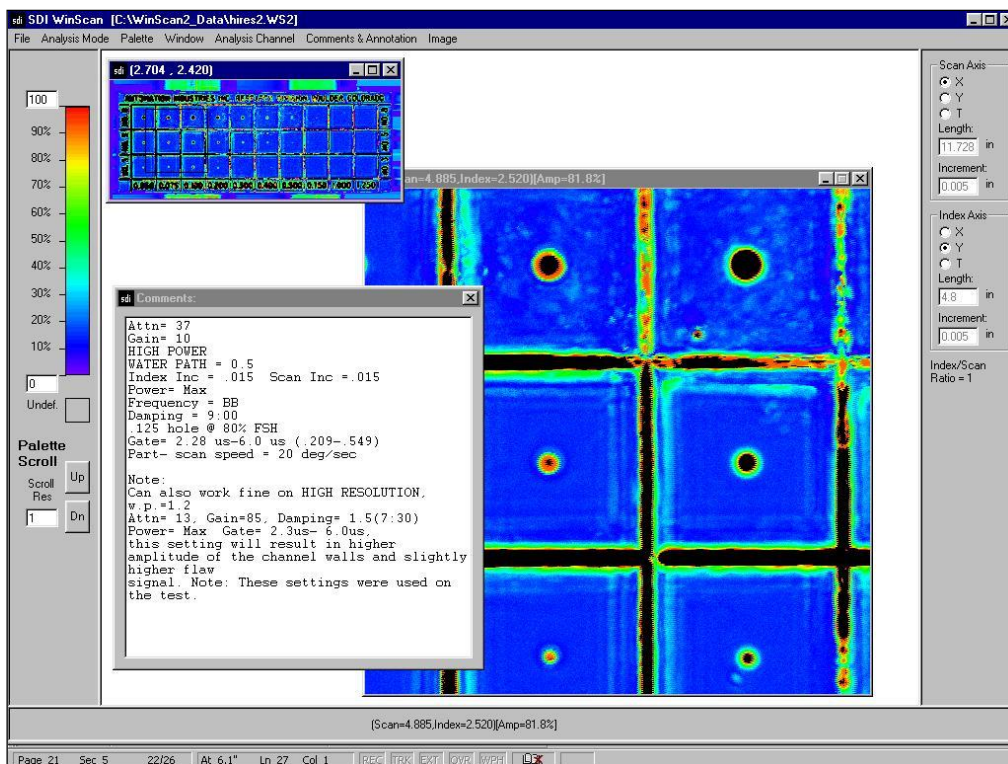 sdi SDI WinScan [C:\WinScan2_Data\hires2.WS2]
File Analysis Mode Palette Window Analysis Channel Comments & Annotation Image
100
90%
80%
70%
60%
50%
40%
30%
20%
10%
0
Undef.
Palette
Scroll
Scroll
Res
Up
1
Dn
sdi (2.704 , 2.420)
AUTOMATION INDUSTRIES INC. BOULDER COLORADO
can=4.885,Index=2.520)[Amp=81.8%]
sdi Comments:
Attn= 37
Gain= 10
HIGH POWER
WATER PATH = 0.5
Index Inc = .015 Scan Inc =.015
Power= Max
Frequency = BB
Damping = 9:00
.125 hole @ 80% FSH
Gate= 2.28 us-6.0 us (.209-.549)
Part- scan speed = 20 deg/sec
Note:
Can also work fine on HIGH RESOLUTION,
w.p.=1.2
Attn= 13, Gain=85, Damping= 1.5(7:30)
Power= Max Gate= 2.3us- 6.0us,
this setting will result in higher
amplitude of the channel walls and slightly
higher flaw
signal. Note: These settings were used on
the test.
Scan Axis
X
Y
T
Length:
11.728 in
Increment:
0.005 in
Index Axis
X
Y
T
Length:
4.8 in
Increment:
0.005 in
Index/Scan
Ratio = 1
(Scan=4.885,Index=2.520)[Amp=81.8%]
Page 21 Sec 5 22/26 At 6.1" Ln 27 Col 1 REC TRK EXT OVR WPH